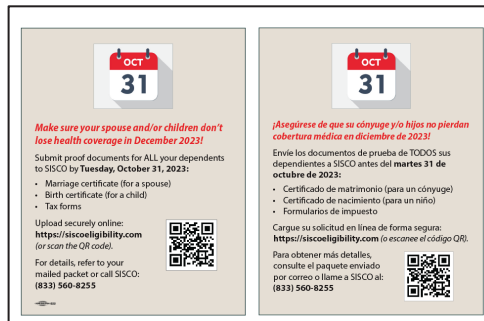 OCT
31
Make sure your spouse and/or children don't
lose health coverage in December 2023!
Submit proof documents for ALL your dependents
to SISCO by Tuesday, October 31, 2023:
• Marriage certificate (for a spouse)
• Birth certificate (for a child)
• Tax forms
Upload securely online:
https://siscoeligibility.com
(or scan the QR code).
For details, refer to your
mailed packet or call SISCO:
(833) 560-8255
OCT
31
¡Asegúrese de que su cónyuge y/o hijos no pierdan
cobertura médica en diciembre de 2023!
Envíe los documentos de prueba de TODOS sus
dependientes a SISCO antes del martes 31 de
octubre de 2023:
• Certificado de matrimonio (para un cónyuge)
• Certificado de nacimiento (para un niño)
• Formularios de impuesto
Cargue su solicitud en línea de forma segura:
https://siscoeligibility.com (o escanee el código QR).
Para obtener más detalles,
consulte el paquete enviado
por correo o llame a SISCO al:
(833) 560-8255